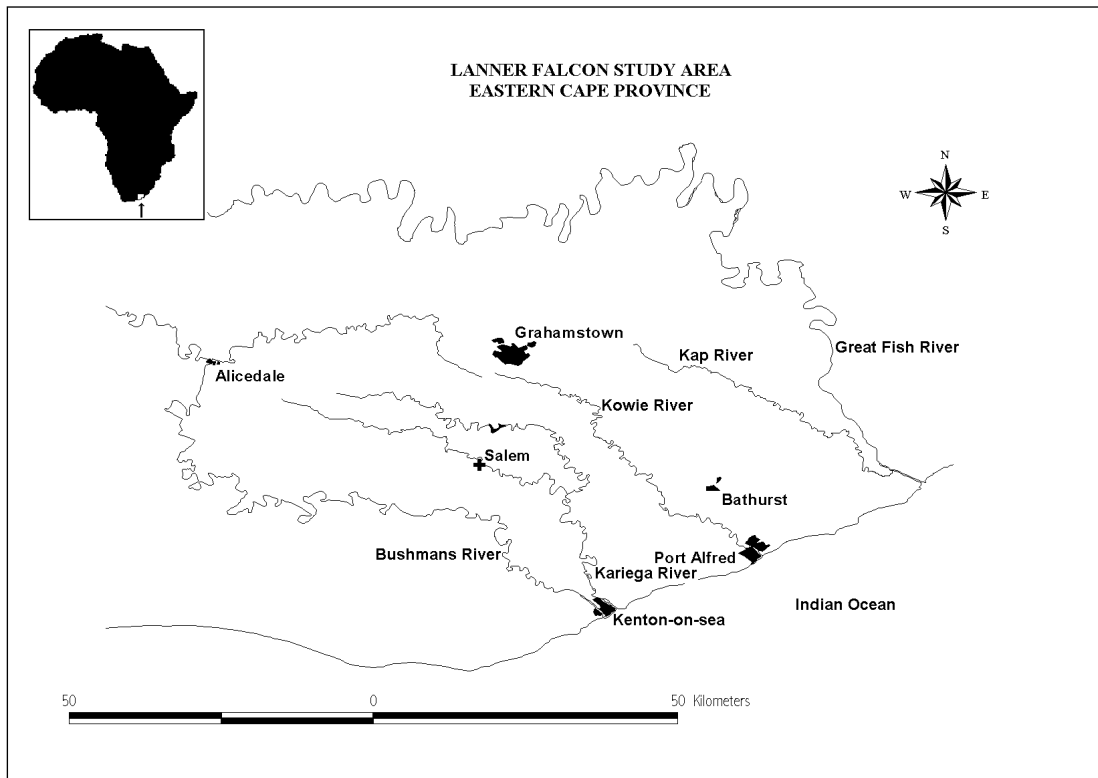 LANNER FALCON STUDY AREA
EASTERN CAPE PROVINCE
N
W
E
S
Grahamstown
Great Fish River
Kap River
Alicedale
Kowie River
Salem
Bathurst
Bushmans River
Port Alfred
Kariega River
Indian Ocean
Kenton-on-sea
50 0 50 Kilometers